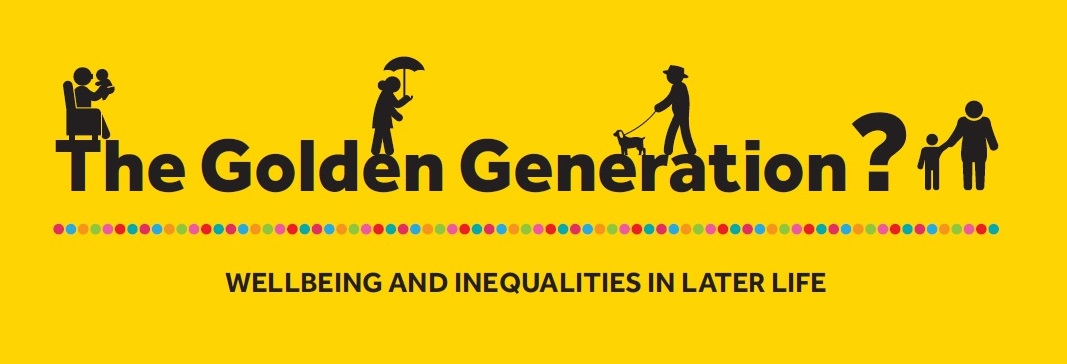 The Golden Generation?
WELLBEING AND INEQUALITIES IN LATER LIFE